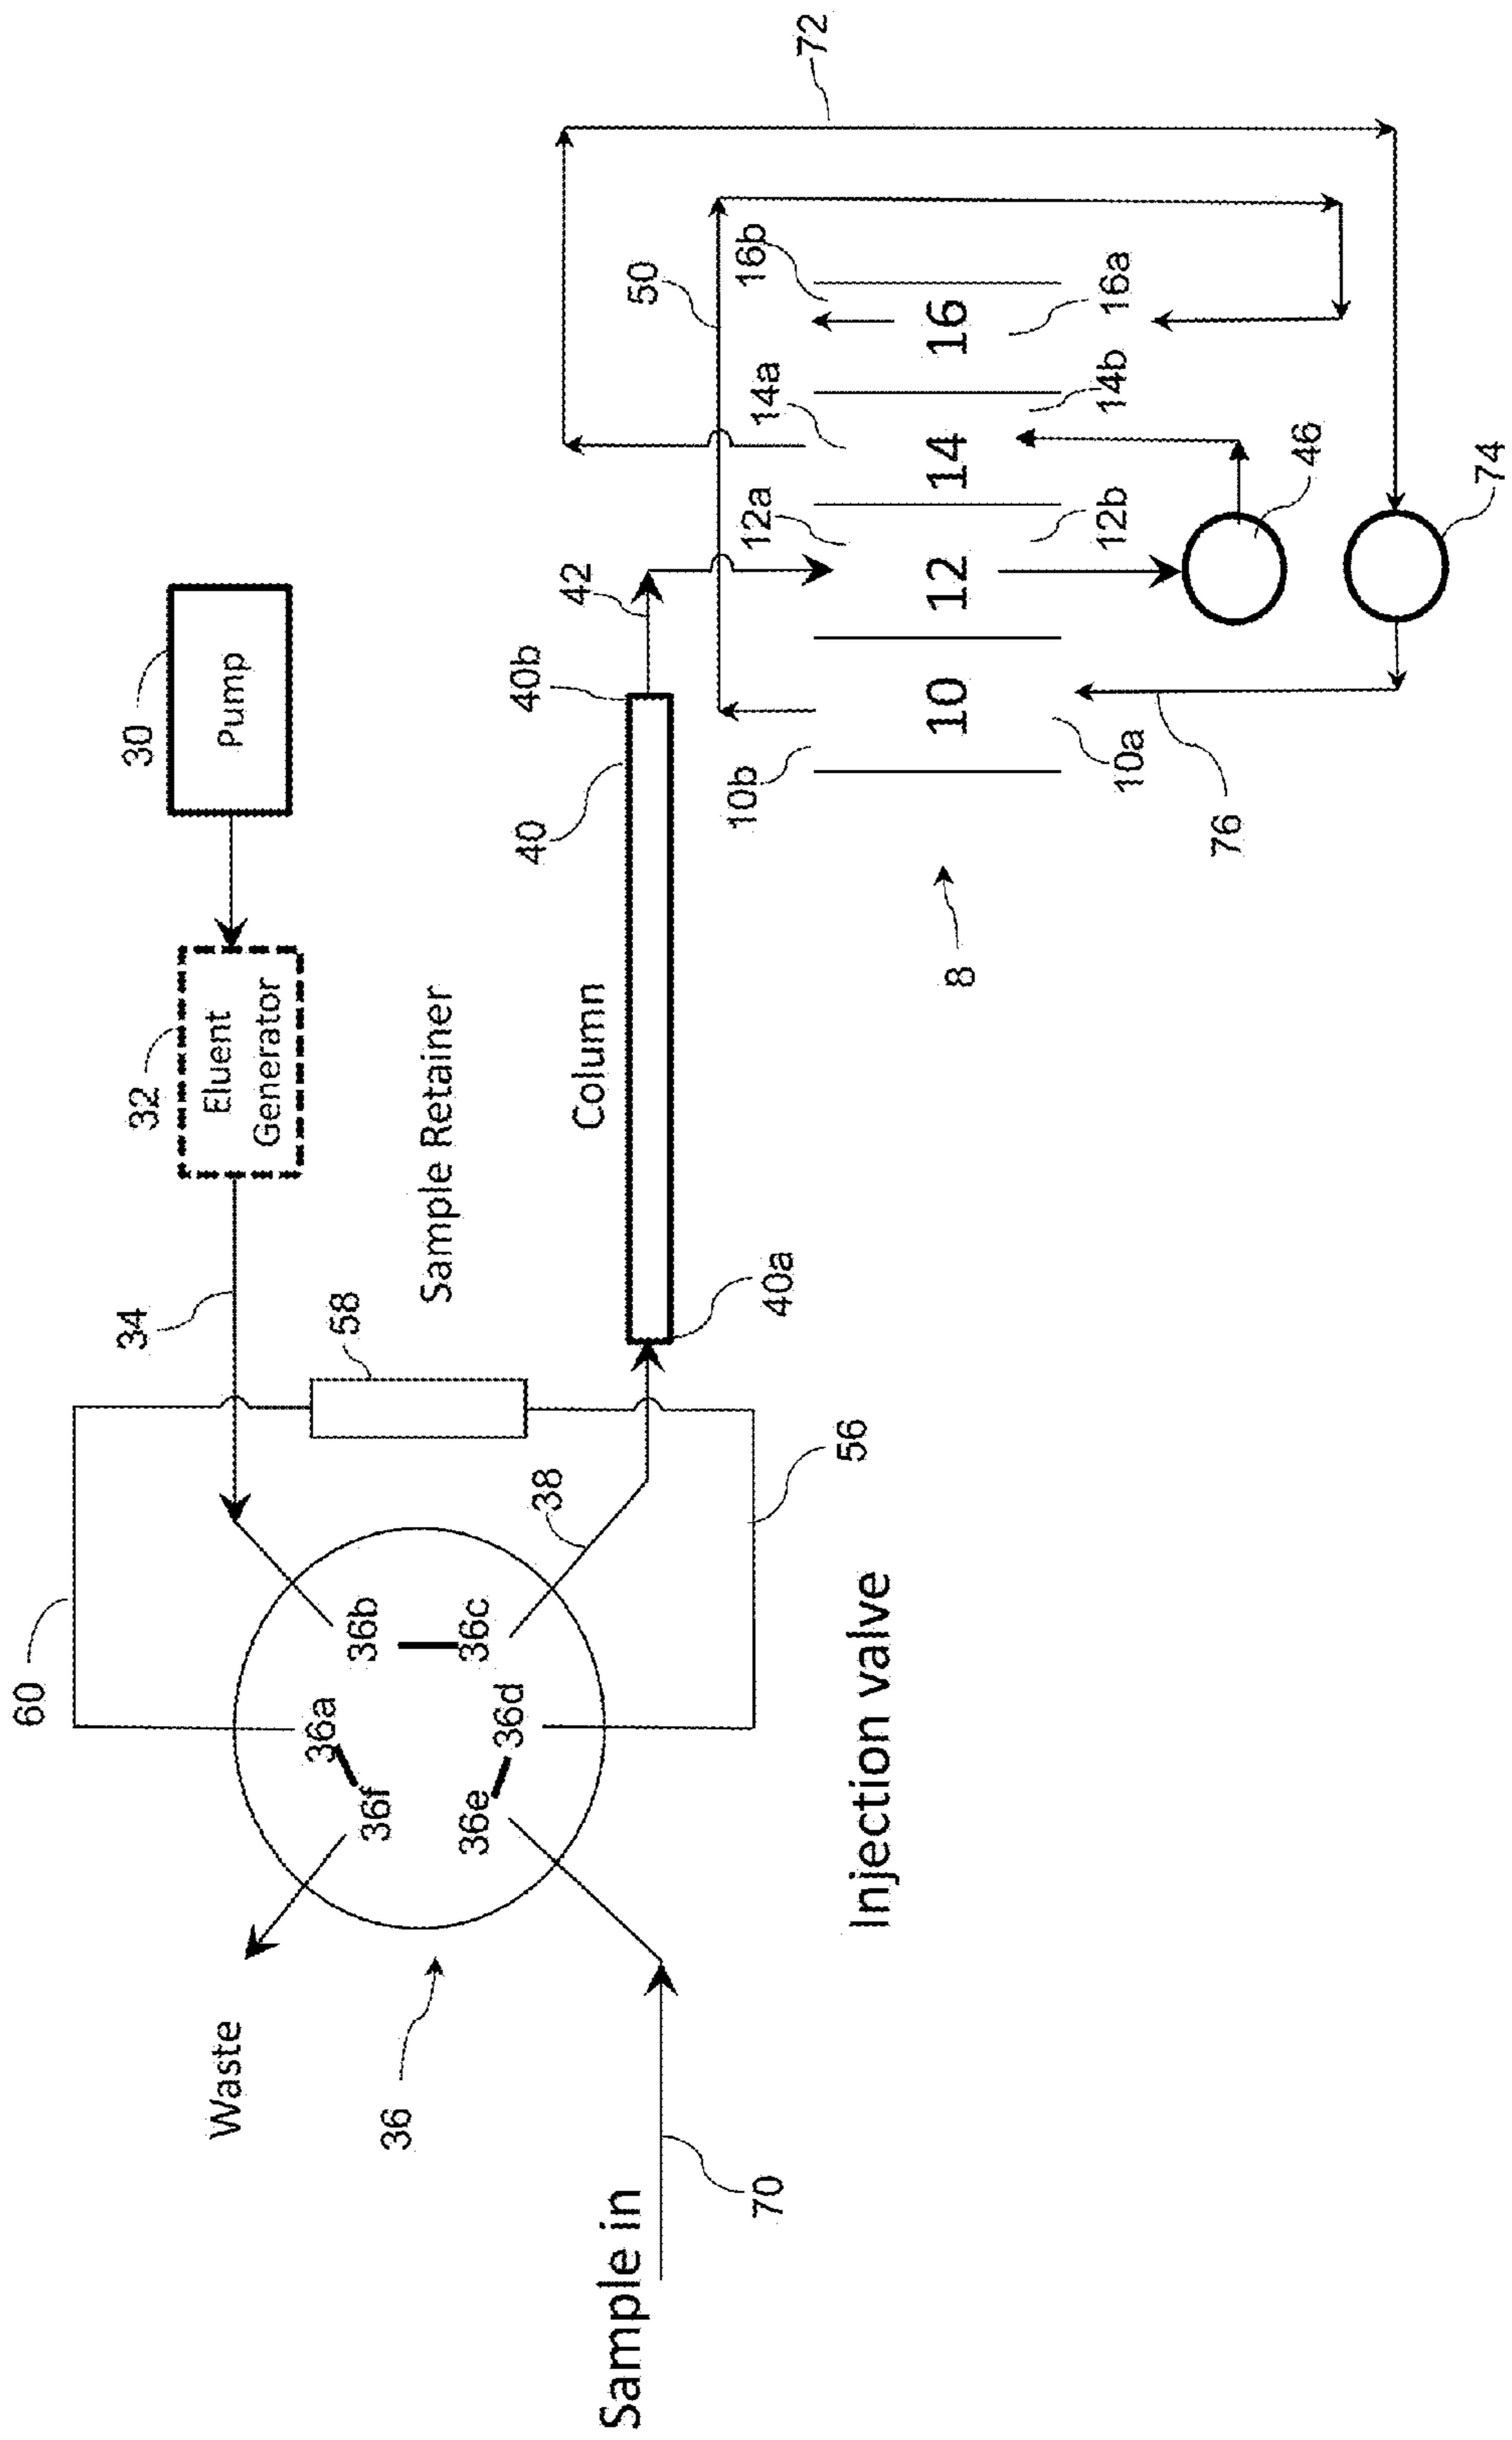 60
34
32
30
Waste
Eluent
Generator
Pump
36a
58
36b
36f
36
Sample Retainer
36e
36c
36d
40
40b
38
Column
42
Sample in
50
70
40a
10b
12a
14a
16b
72
56
Injection valve
8
10
12
14
16
10a
12b
14b
16a
76
46
74